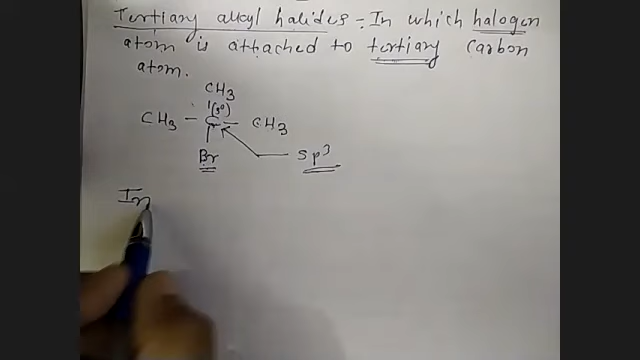 Tertiary alkyl halides :- In which halogen
atom is attached to tertiary carbon
atom.
CH3
(3°)
CH3 - C - CH3
Br
Sp3
In